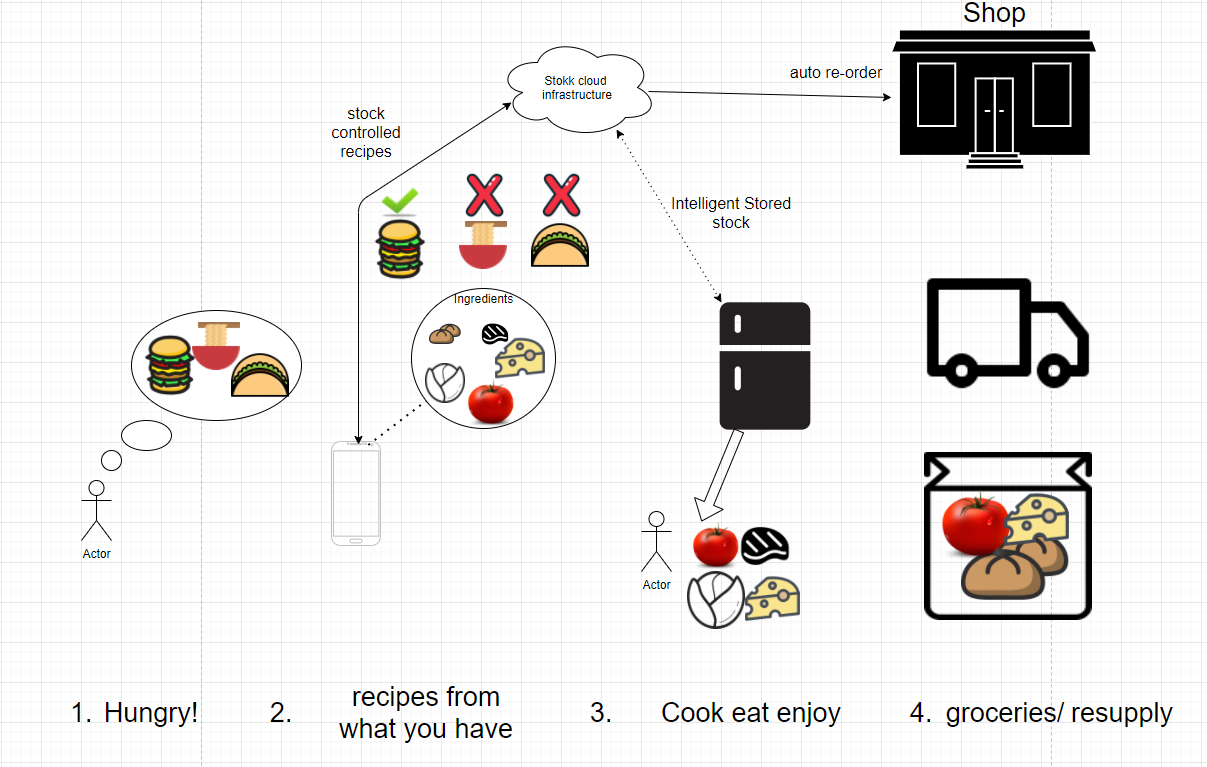 Shop
Stokk cloud
infrastructure
auto re-order
stock
controlled
recipes
Intelligent Stored
stock
Ingredients
Actor
Actor
1. Hungry!
2. recipes from
what you have
3. Cook eat enjoy
4. groceries/ resupply